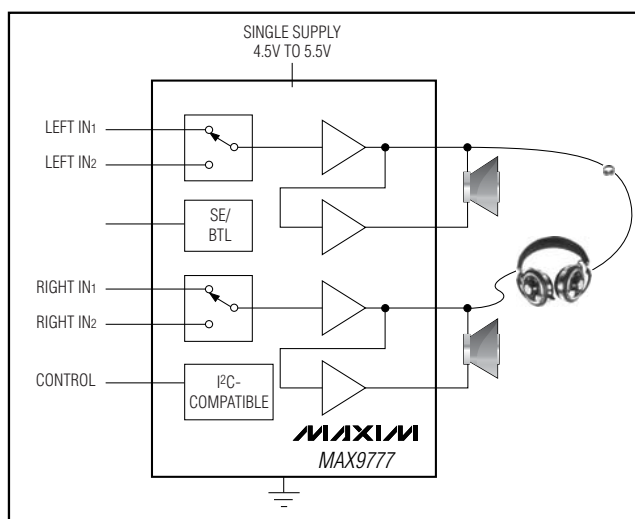 SINGLE SUPPLY
4.5V TO 5.5V
LEFT IN1
LEFT IN2
SE/
BTL
RIGHT IN1
RIGHT IN2
CONTROL
I²C-
COMPATIBLE
MAXIM
MAX9777